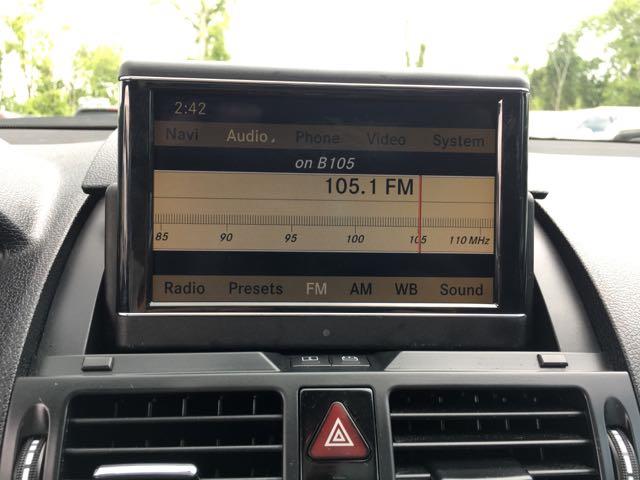 2:42
Navi Audio Phone Video System
on B105
105.1 FM
85 90 95 100 105 110 MHz
Radio Presets FM AM WB Sound